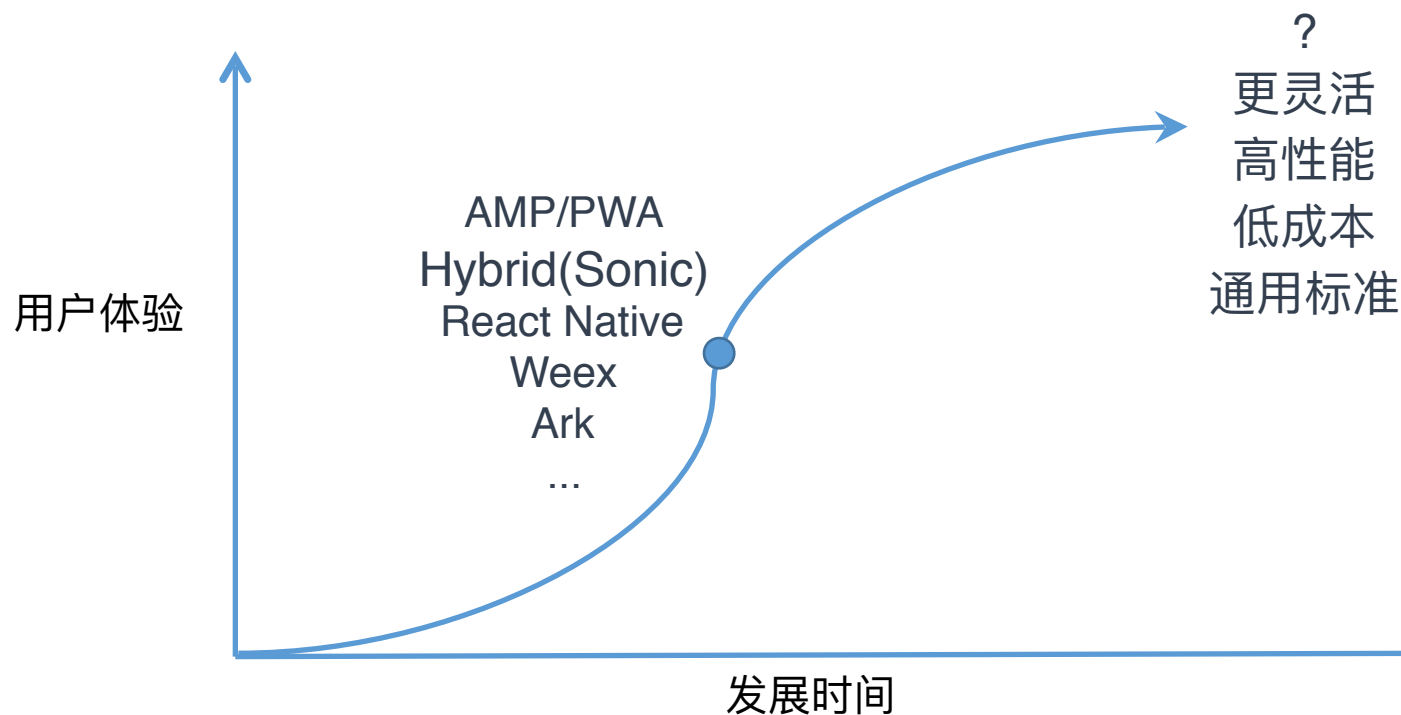 ?
更灵活
高性能
低成本
通用标准
AMP/PWA
Hybrid(Sonic)
React Native
Weex
Ark
...
用户体验
发展时间